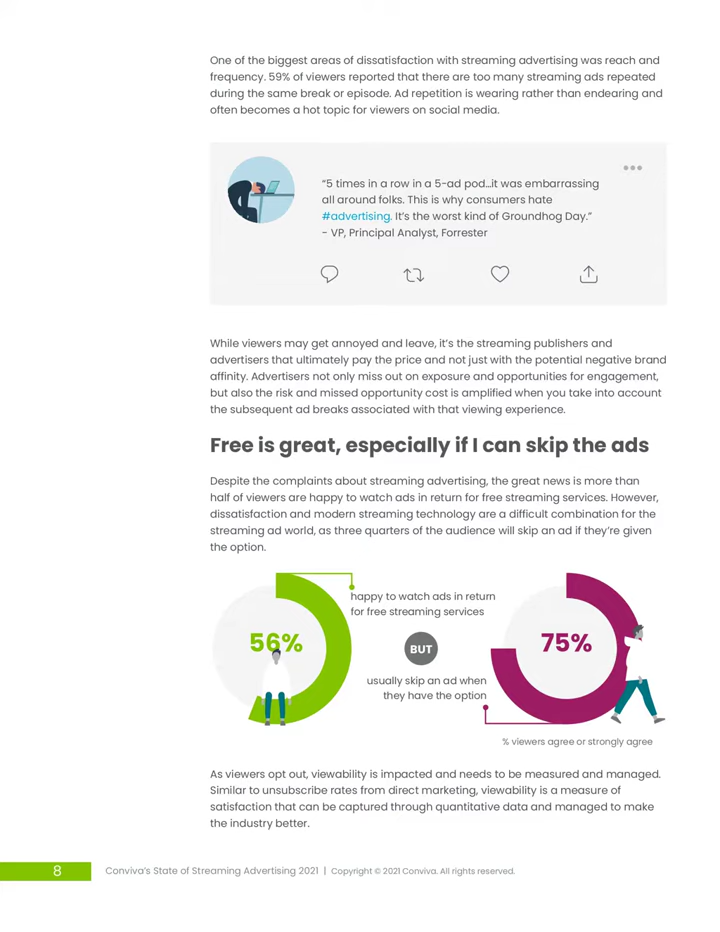 One of the biggest areas of dissatisfaction with streaming advertising was reach and
frequency. 59% of viewers reported that there are too many streaming ads repeated
during the same break or episode. Ad repetition is wearing rather than endearing and
often becomes a hot topic for viewers on social media.
“5 times in a row in a 5-ad pod...it was embarrassing
all around folks. This is why consumers hate
#advertising. It’s the worst kind of Groundhog Day.”
- VP, Principal Analyst, Forrester
While viewers may get annoyed and leave, it’s the streaming publishers and
advertisers that ultimately pay the price and not just with the potential negative brand
affinity. Advertisers not only miss out on exposure and opportunities for engagement,
but also the risk and missed opportunity cost is amplified when you take into account
the subsequent ad breaks associated with that viewing experience.
Free is great, especially if I can skip the ads
Despite the complaints about streaming advertising, the great news is more than
half of viewers are happy to watch ads in return for free streaming services. However,
dissatisfaction and modern streaming technology are a difficult combination for the
streaming ad world, as three quarters of the audience will skip an ad if they’re given
the option.
56%
happy to watch ads in return
for free streaming services
BUT
usually skip an ad when
they have the option
75%
% viewers agree or strongly agree
As viewers opt out, viewability is impacted and needs to be measured and managed.
Similar to unsubscribe rates from direct marketing, viewability is a measure of
satisfaction that can be captured through quantitative data and managed to make
the industry better.
8 Conviva’s State of Streaming Advertising 2021 | Copyright © 2021 Conviva. All rights reserved.